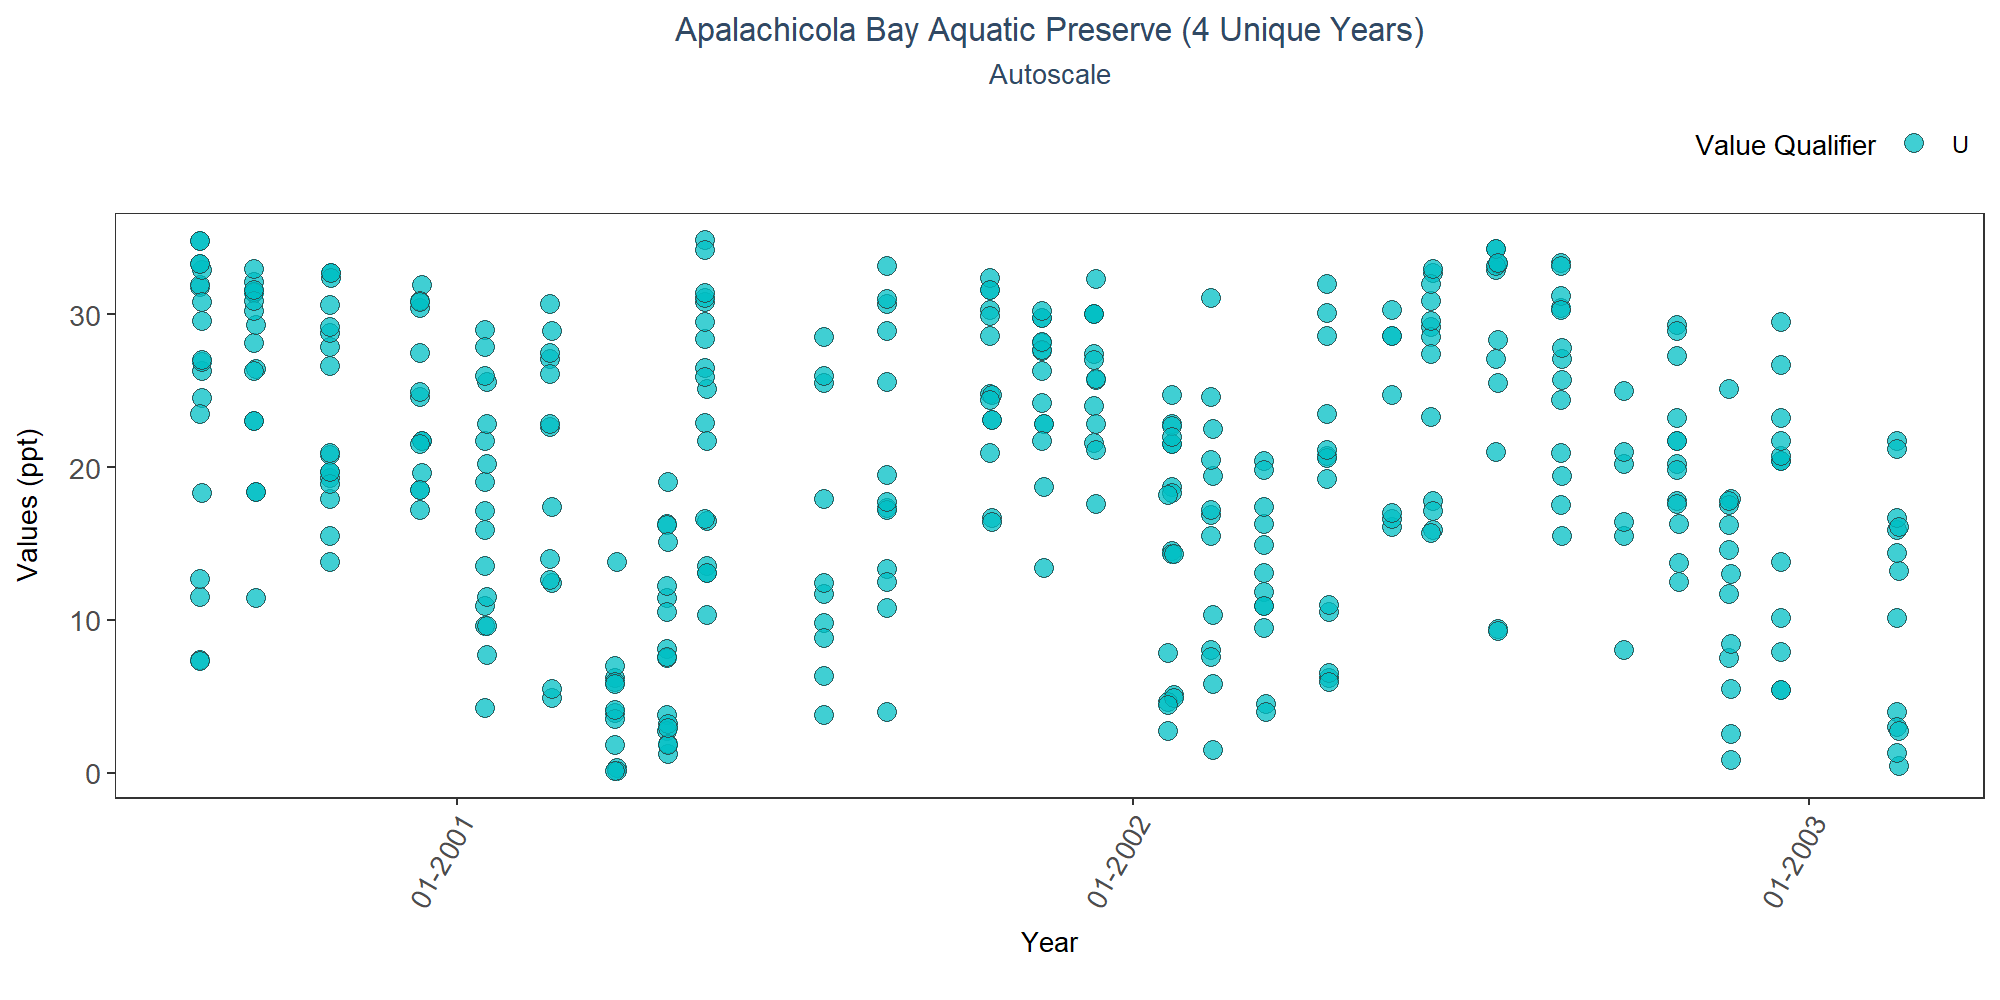 Apalachicola Bay Aquatic Preserve (4 Unique Years)
Autoscale
Value Qualifier U
Values (ppt)
30
20
10
0
01-2001
01-2002
01-2003
Year